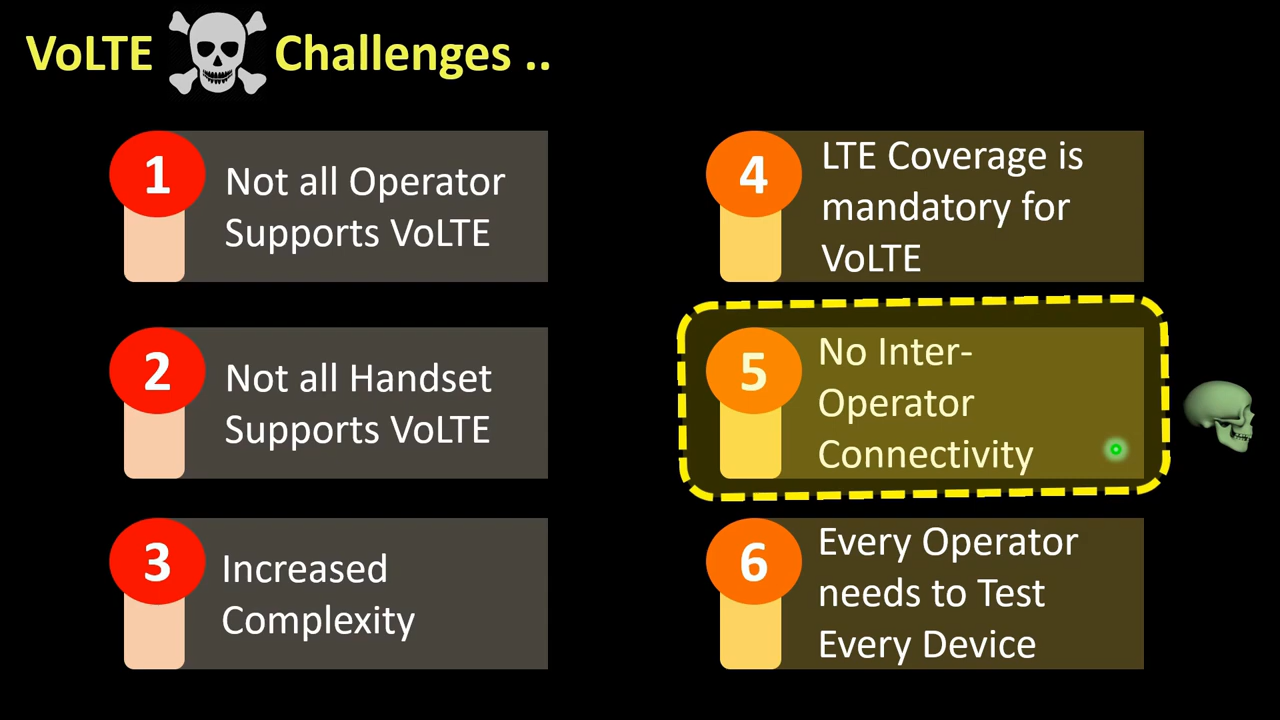 VoLTE Challenges ..
1
Not all Operator
Supports VoLTE
2
Not all Handset
Supports VoLTE
3
Increased
Complexity
4
LTE Coverage is
mandatory for
VoLTE
5
No Inter-
Operator
Connectivity
6
Every Operator
needs to Test
Every Device